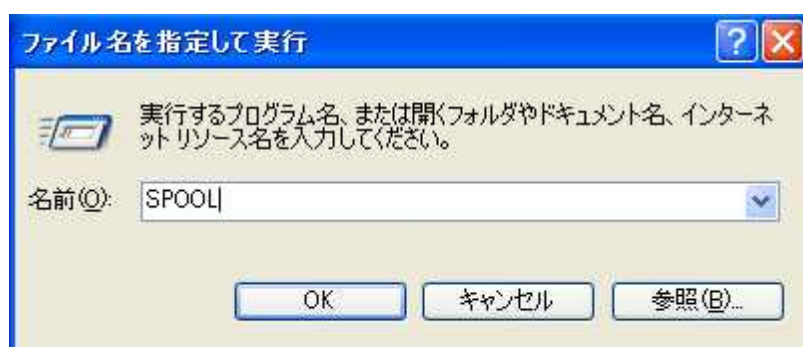 ファイル名を指定して実行
実行するプログラム名、または開くフォルダやドキュメント名、インターネ
ット リソース名を入力してください。
名前(O): SPOOL
OK キャンセル 参照(B)...